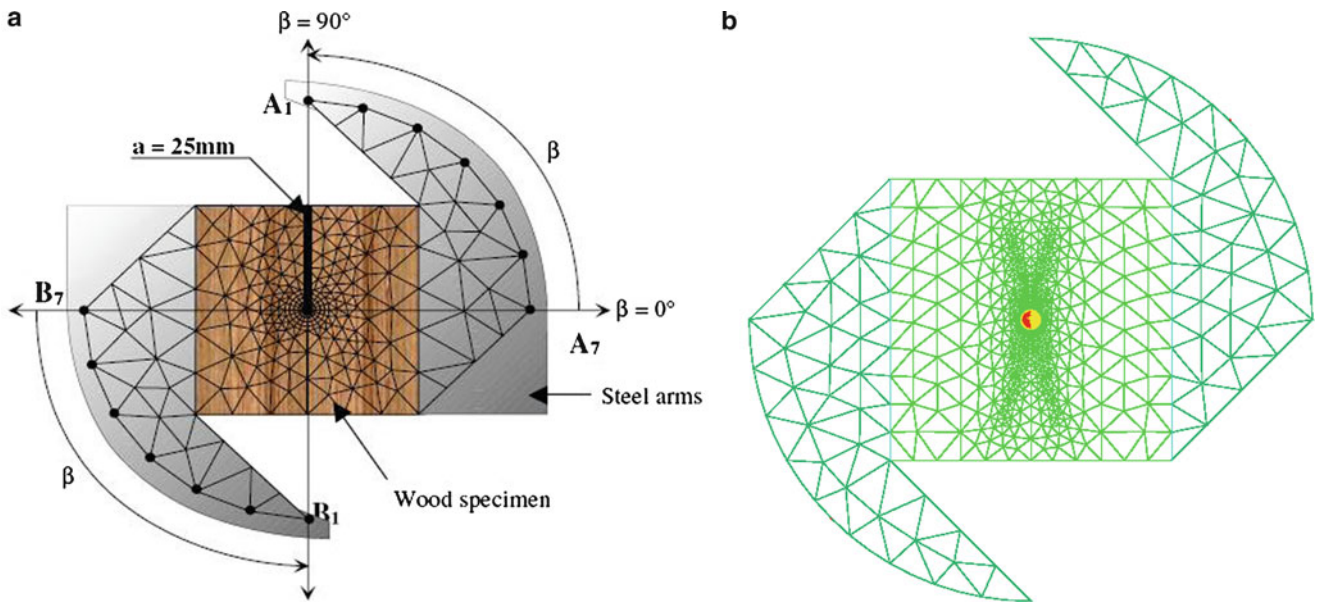 a
β = 90°
A1
a = 25mm
β
B7
β = 0°
A7
Steel arms
β
Wood specimen
B1
b